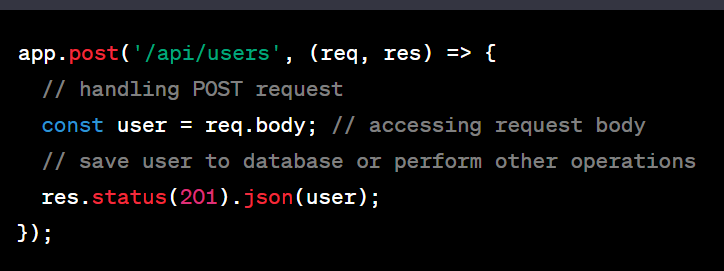 app.post('/api/users', (req, res) => {
  // handling POST request
  const user = req.body; // accessing request body
  // save user to database or perform other operations
  res.status(201).json(user);
});